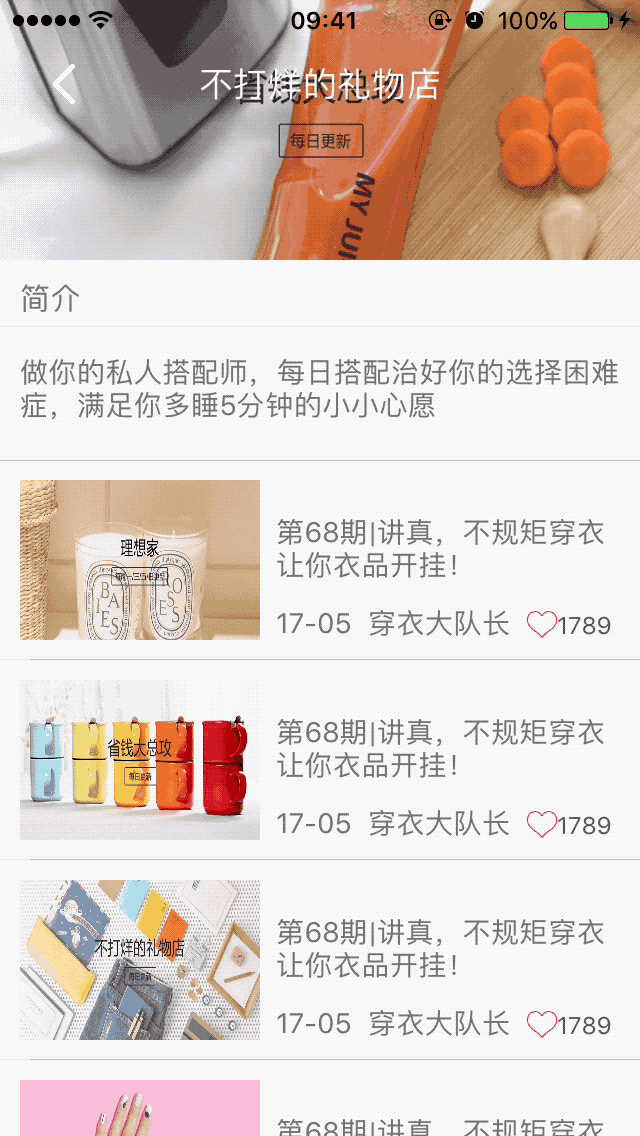 09:41
100%
不打烊的礼物店
省钱大总攻
每日更新
MY JUI
简介
做你的私人搭配师，每日搭配治好你的选择困难
症，满足你多睡5分钟的小小心愿
理想家
BAIES
ROSES
第68期|讲真，不规矩穿衣
让你衣品开挂！
17-05 穿衣大队长 1789
省钱大总攻
每日更新
第68期|讲真，不规矩穿衣
让你衣品开挂！
17-05 穿衣大队长 1789
不打烊的礼物店
每日更新
第68期|讲真，不规矩穿衣
让你衣品开挂！
17-05 穿衣大队长 1789
第68期|讲真，不规矩穿衣